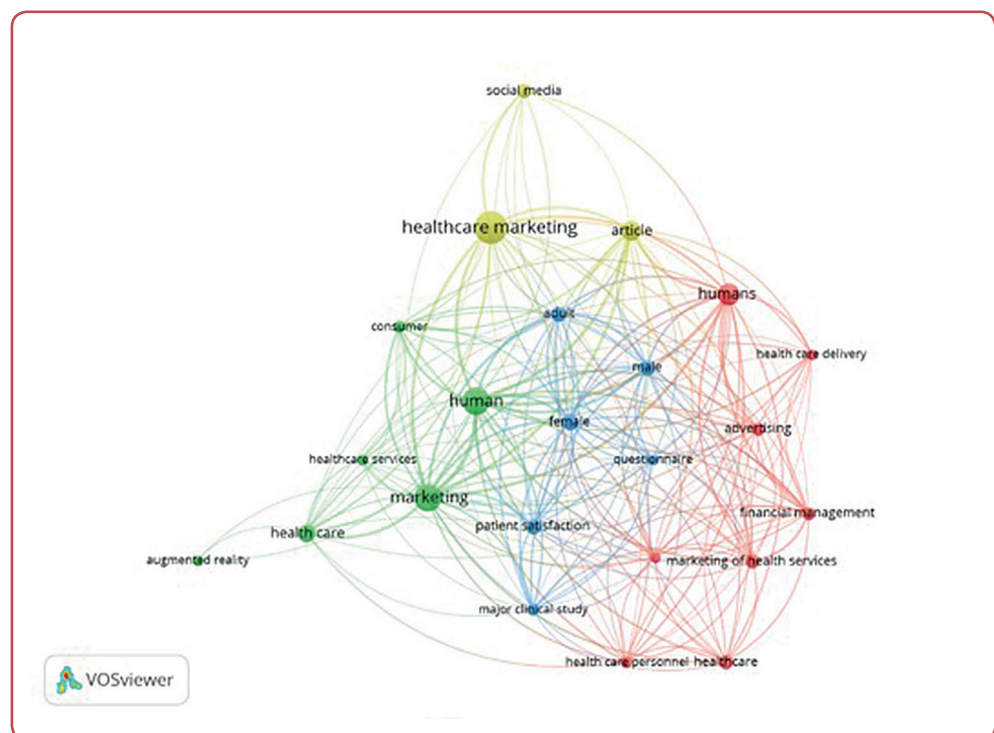 social media
healthcare marketing
article
humans
adult
consumer
health care delivery
male
human
female
advertising
healthcare services
questionnaire
marketing
financial management
patient satisfaction
health care
augmented reality
marketing of health services
major clinical study
health care personnel
healthcare
VOSviewer